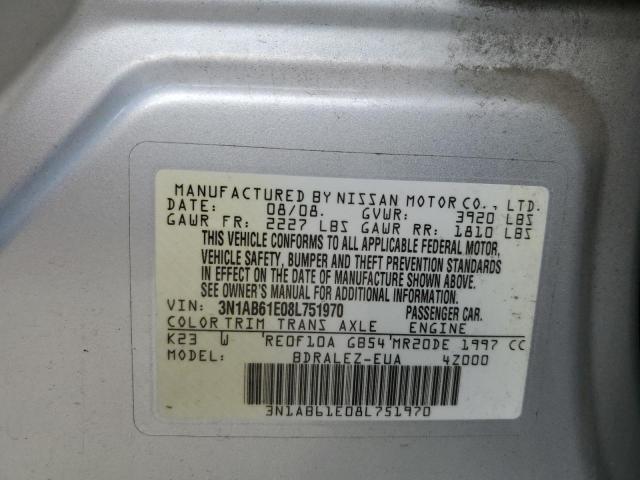 MANUFACTURED BY NISSAN MOTOR CO., LTD.
DATE: 08/08. GVWR: 3920 LBS
GAWR FR: 2227 LBS GAWR RR: 1810 LBS
THIS VEHICLE CONFORMS TO ALL APPLICABLE FEDERAL MOTOR
VEHICLE SAFETY, BUMPER AND THEFT PREVENTION STANDARDS
IN EFFECT ON THE DATE OF MANUFACTURE SHOWN ABOVE.
SEE OWNER'S MANUAL FOR ADDITIONAL INFORMATION
VIN: 3N1AB61E08L751970 PASSENGER CAR.
COLOR TRIM TRANS AXLE ENGINE
K23 W RE0F10A GB54 MR20DE 1997 CC
MODEL: BDRALEZ-EUA 4Z000
3N1AB61E08L751970